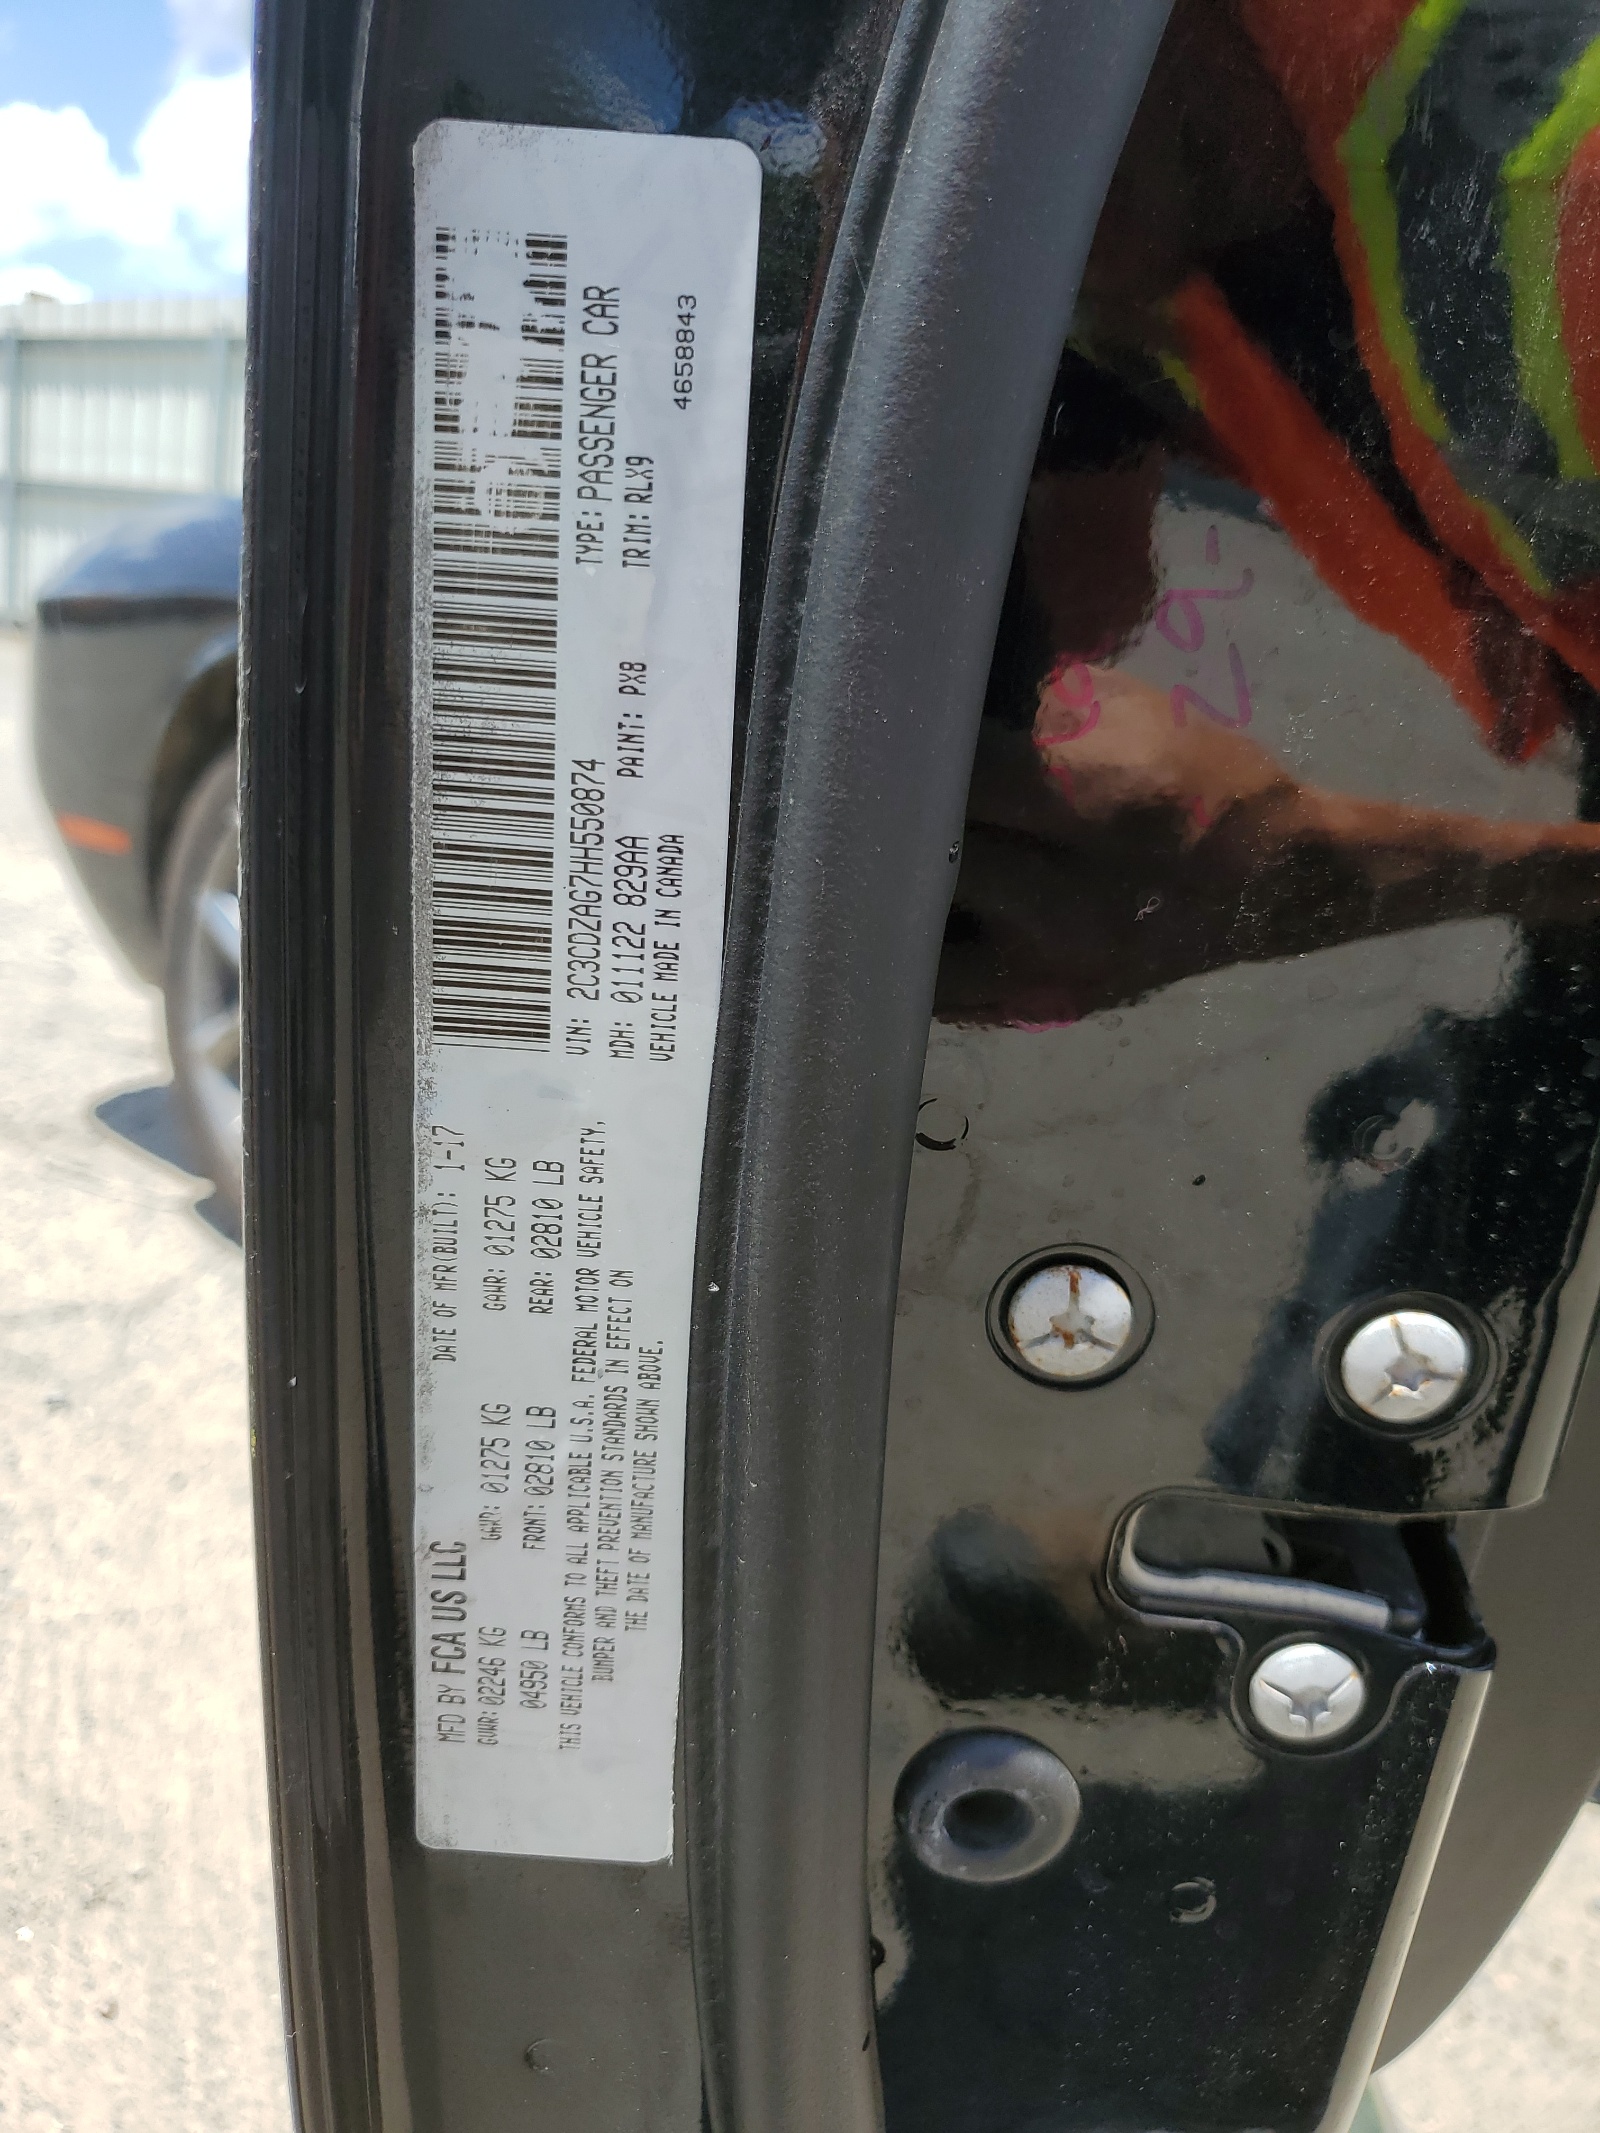 MFD BY FCA US LLC DATE OF MFR(BUILT): 1-17
GVWR: 02246 KG GAWR: 01275 KG GAWR: 01275 KG
04950 LB FRONT: 02810 LB REAR: 02810 LB
THIS VEHICLE CONFORMS TO ALL APPLICABLE U.S.A. FEDERAL MOTOR VEHICLE SAFETY,
BUMPER AND THEFT PREVENTION STANDARDS IN EFFECT ON
THE DATE OF MANUFACTURE SHOWN ABOVE.
VIN: 2C3CDZAG7HH550874 TYPE: PASSENGER CAR
MDH: 011122 829AA PAINT: PX8 TRIM: RLX9
VEHICLE MADE IN CANADA
4658843